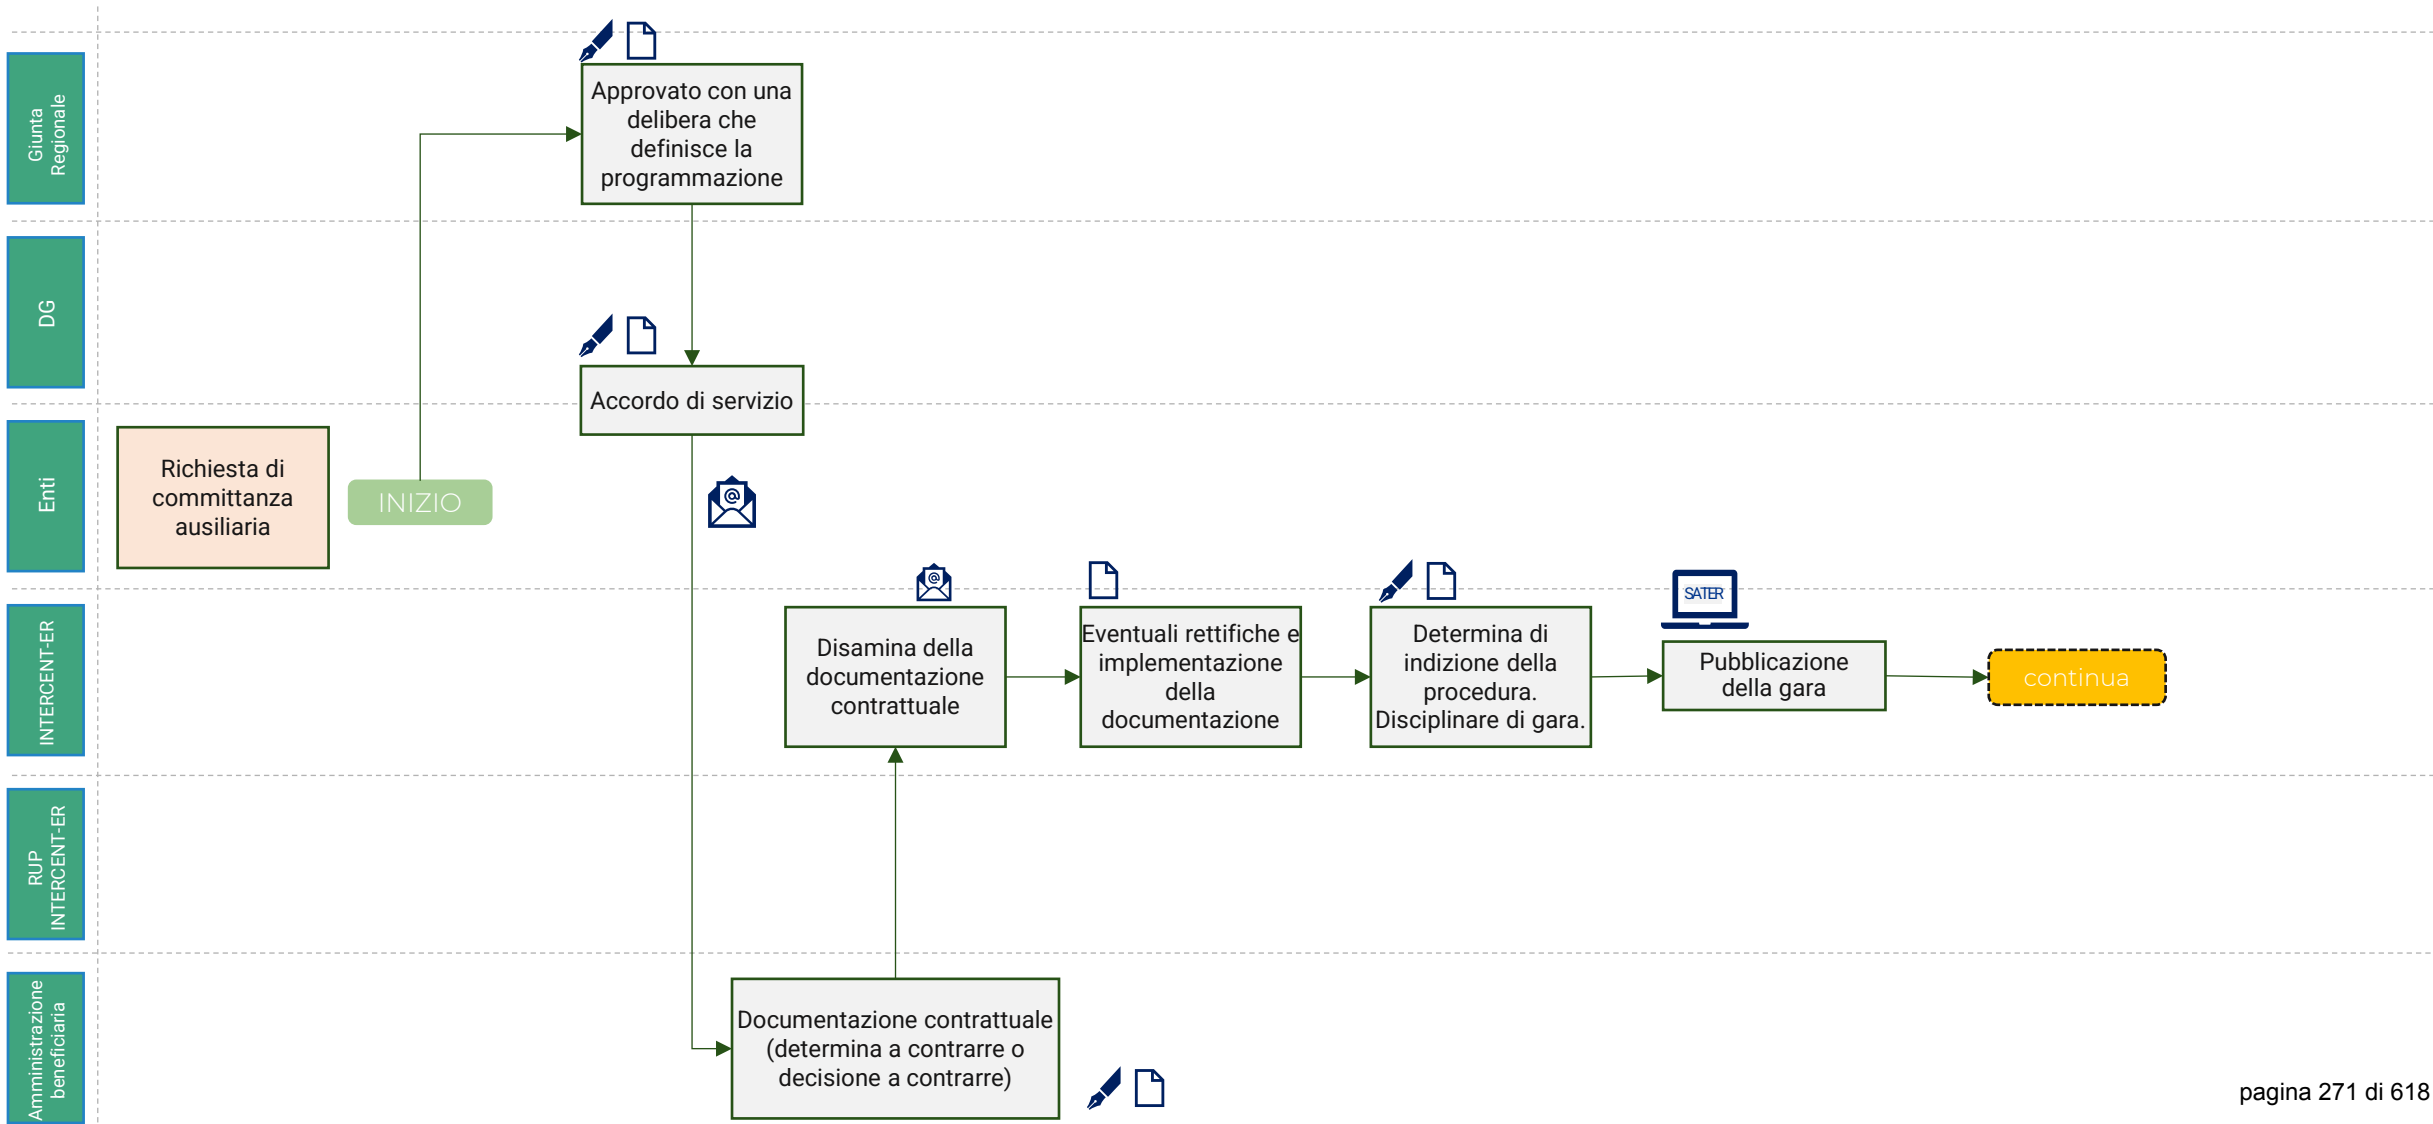 Giunta
Regionale
Approvato con una
delibera che
definisce la
programmazione
DG
Accordo di servizio
Enti
Richiesta di
committanza
ausiliaria
INIZIO
@
@
SATER
INTERCENT-ER
Disamina della
documentazione
contrattuale
Eventuali rettifiche e
implementazione
della
documentazione
Determina di
indizione della
procedura.
Disciplinare di gara.
Pubblicazione
della gara
continua
RUP
INTERCENT-ER
Amministrazione
beneficiaria
Documentazione contrattuale
(determina a contrarre o
decisione a contrarre)
pagina 271 di 618